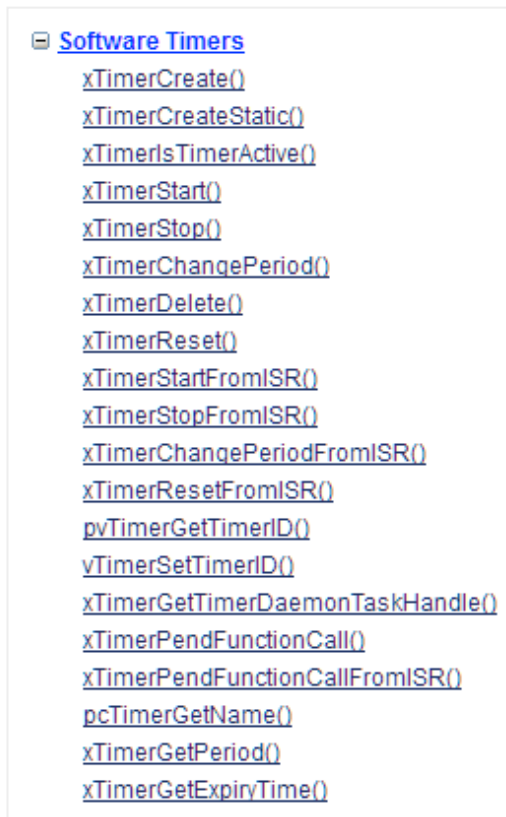 Software Timers
xTimerCreate()
xTimerCreateStatic()
xTimerIsTimerActive()
xTimerStart()
xTimerStop()
xTimerChangePeriod()
xTimerDelete()
xTimerReset()
xTimerStartFromISR()
xTimerStopFromISR()
xTimerChangePeriodFromISR()
xTimerResetFromISR()
pvTimerGetTimerID()
vTimerSetTimerID()
xTimerGetTimerDaemonTaskHandle()
xTimerPendFunctionCall()
xTimerPendFunctionCallFromISR()
pcTimerGetName()
xTimerGetPeriod()
xTimerGetExpiryTime()